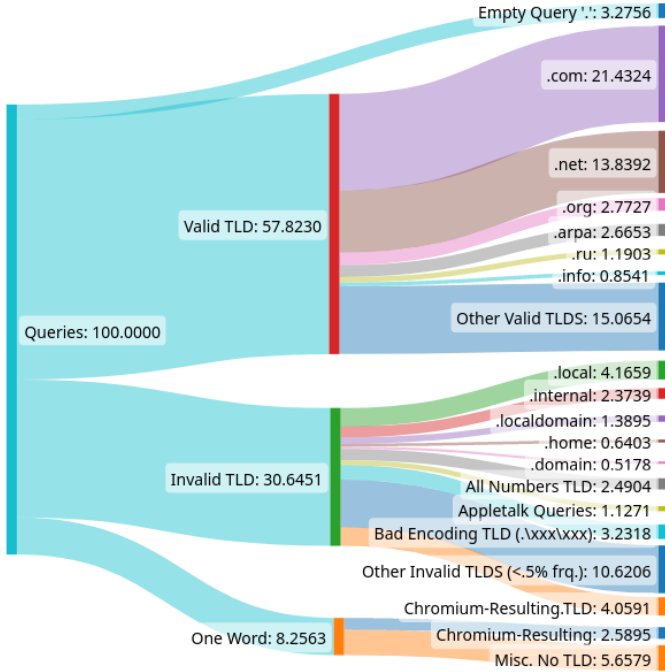 Empty Query '.': 3.2756
.com: 21.4324
.net: 13.8392
.org: 2.7727
Valid TLD: 57.8230
.arpa: 2.6653
.ru: 1.1903
.info: 0.8541
Other Valid TLDS: 15.0654
Queries: 100.0000
.local: 4.1659
.internal: 2.3739
.localdomain: 1.3895
.home: 0.6403
.domain: 0.5178
Invalid TLD: 30.6451
All Numbers TLD: 2.4904
Appletalk Queries: 1.1271
Bad Encoding TLD (.\xxx\xxx): 3.2318
Other Invalid TLDS (<.5% frq.): 10.6206
Chromium-Resulting.TLD: 4.0591
Chromium-Resulting: 2.5895
One Word: 8.2563
Misc. No TLD: 5.6579